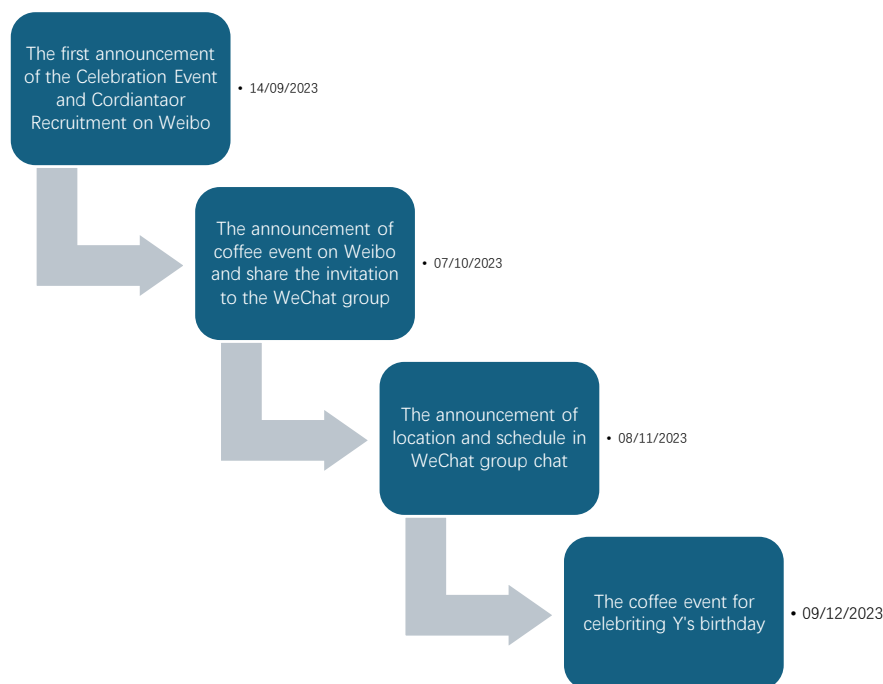 The first announcement
of the Celebration Event
and Cordiantaor
Recruitment on Weibo
• 14/09/2023
The announcement of
coffee event on Weibo
and share the invitation
to the WeChat group
• 07/10/2023
The announcement of
location and schedule in
WeChat group chat
• 08/11/2023
The coffee event for
celebriting Y's birthday
• 09/12/2023